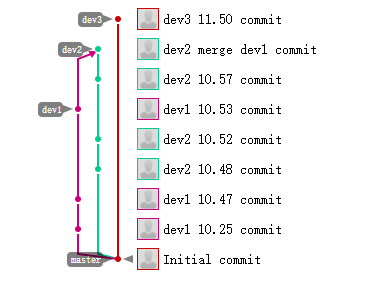 dev3 dev3 11.50 commit
dev2 dev2 merge dev1 commit
dev2 10.57 commit
dev1 dev1 10.53 commit
dev2 10.52 commit
dev2 10.48 commit
dev1 10.47 commit
dev1 10.25 commit
master Initial commit